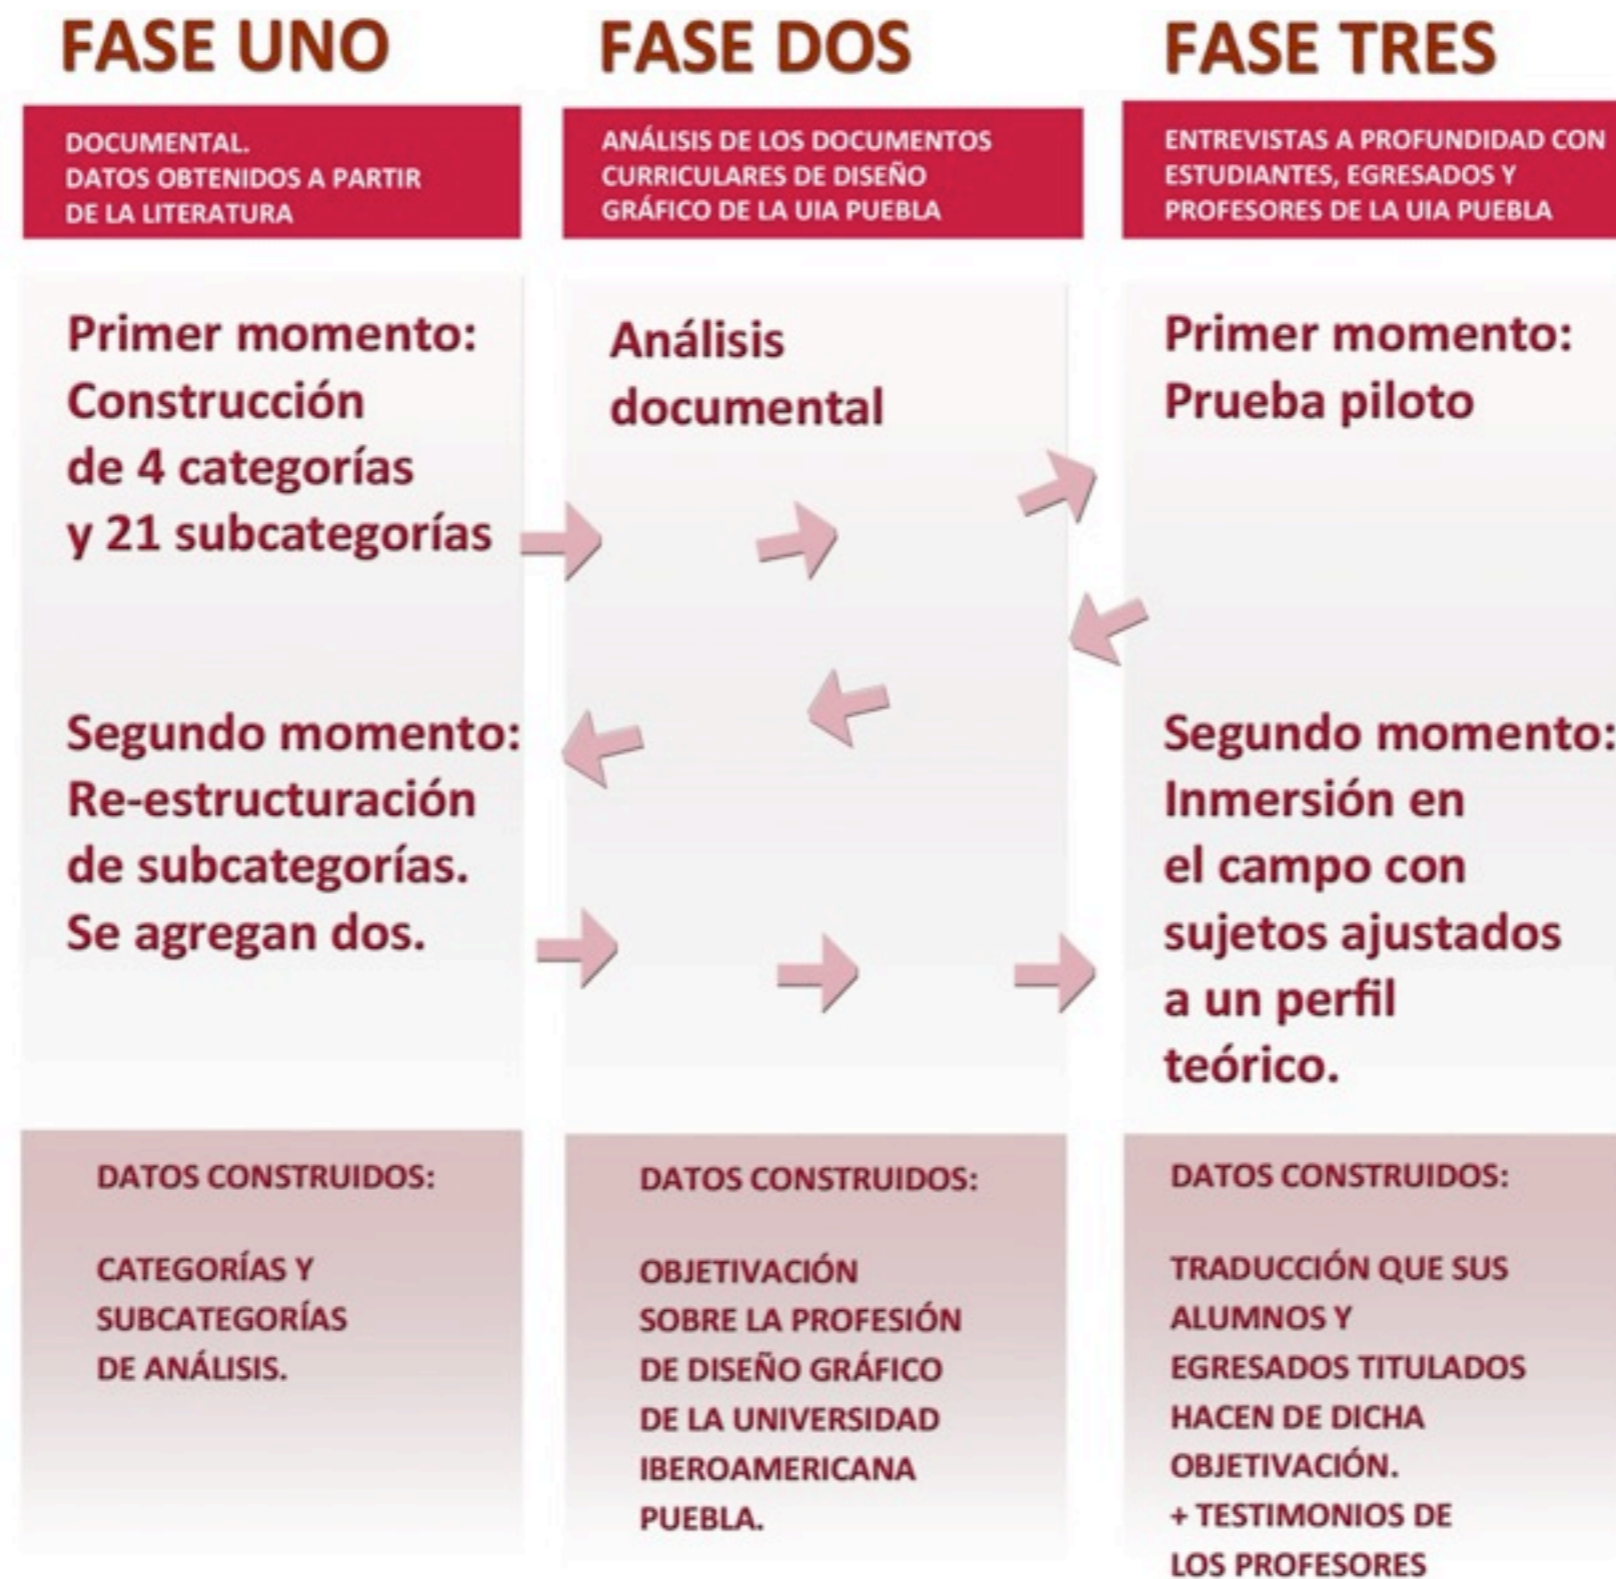 FASE UNO
DOCUMENTAL.
DATOS OBTENIDOS A PARTIR
DE LA LITERATURA
Primer momento:
Construcción
de 4 categorías
y 21 subcategorías
Segundo momento:
Re-estructuración
de subcategorías.
Se agregan dos.
DATOS CONSTRUIDOS:
CATEGORÍAS Y
SUBCATEGORÍAS
DE ANÁLISIS.
FASE DOS
ANÁLISIS DE LOS DOCUMENTOS
CURRICULARES DE DISEÑO
GRÁFICO DE LA UIA PUEBLA
Análisis
documental
DATOS CONSTRUIDOS:
OBJETIVACIÓN
SOBRE LA PROFESIÓN
DE DISEÑO GRÁFICO
DE LA UNIVERSIDAD
IBEROAMERICANA
PUEBLA.
FASE TRES
ENTREVISTAS A PROFUNDIDAD CON
ESTUDIANTES, EGRESADOS Y
PROFESORES DE LA UIA PUEBLA
Primer momento:
Prueba piloto
Segundo momento:
Inmersión en
el campo con
sujetos ajustados
a un perfil
teórico.
DATOS CONSTRUIDOS:
TRADUCCIÓN QUE SUS
ALUMNOS Y
EGRESADOS TITULADOS
HACEN DE DICHA
OBJETIVACIÓN.
+ TESTIMONIOS DE
LOS PROFESORES